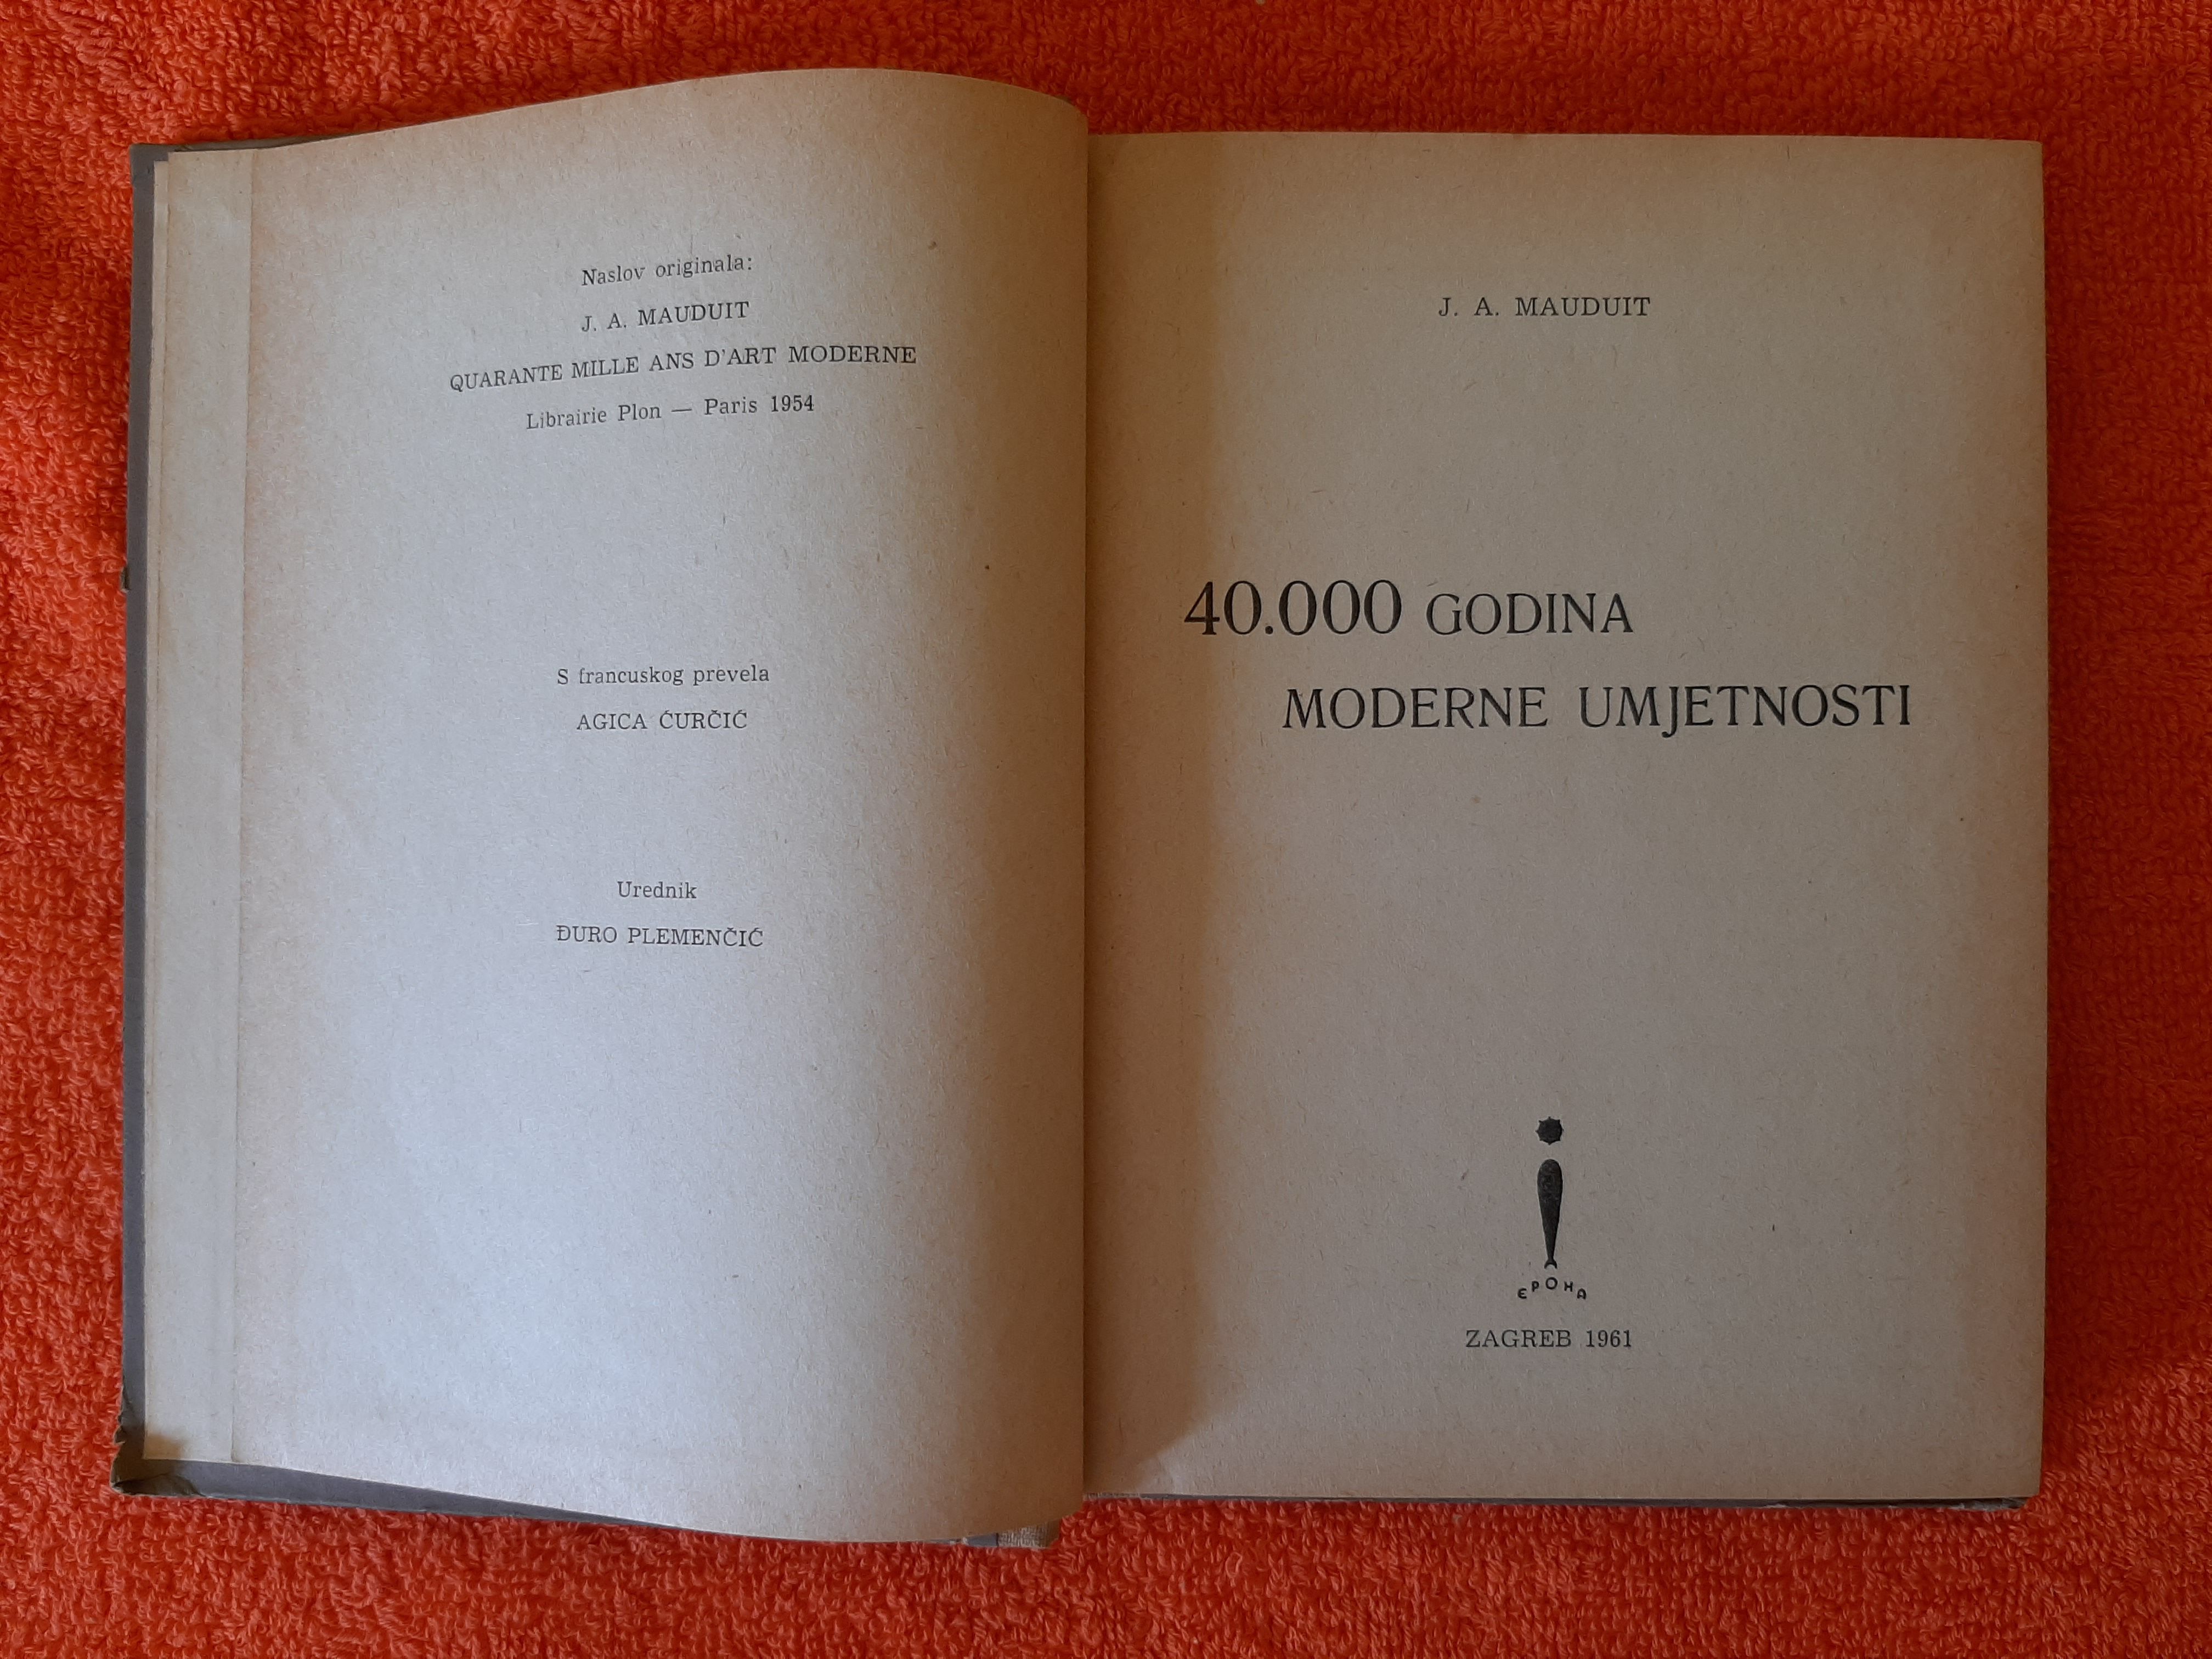 Naslov originala:
J. A. MAUDUIT
QUARANTE MILLE ANS D'ART MODERNE
Librairie Plon — Paris 1954
S francuskog prevela
AGICA ĆURČIĆ
Urednik
ĐURO PLEMENČIĆ
J. A. MAUDUIT
40.000 GODINA
MODERNE UMJETNOSTI
EPOHA
ZAGREB 1961